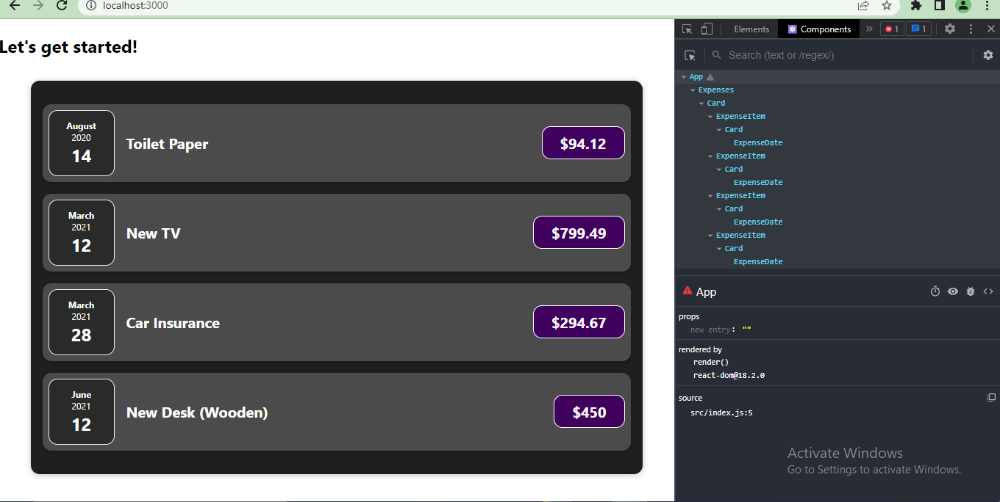 localhost:3000
Let's get started!
August
2020
14
Toilet Paper
$94.12
March
2021
12
New TV
$799.49
March
2021
28
Car Insurance
$294.67
June
2021
12
New Desk (Wooden)
$450
Elements
Components
1
1
Search (text or /regex/)
App
Expenses
Card
ExpenseItem
Card
ExpenseDate
ExpenseItem
Card
ExpenseDate
ExpenseItem
Card
ExpenseDate
ExpenseItem
Card
ExpenseDate
App
props
new entry: ""
rendered by
render()
react-dom@18.2.0
source
src/index.js:5
Activate Windows
Go to Settings to activate Windows.